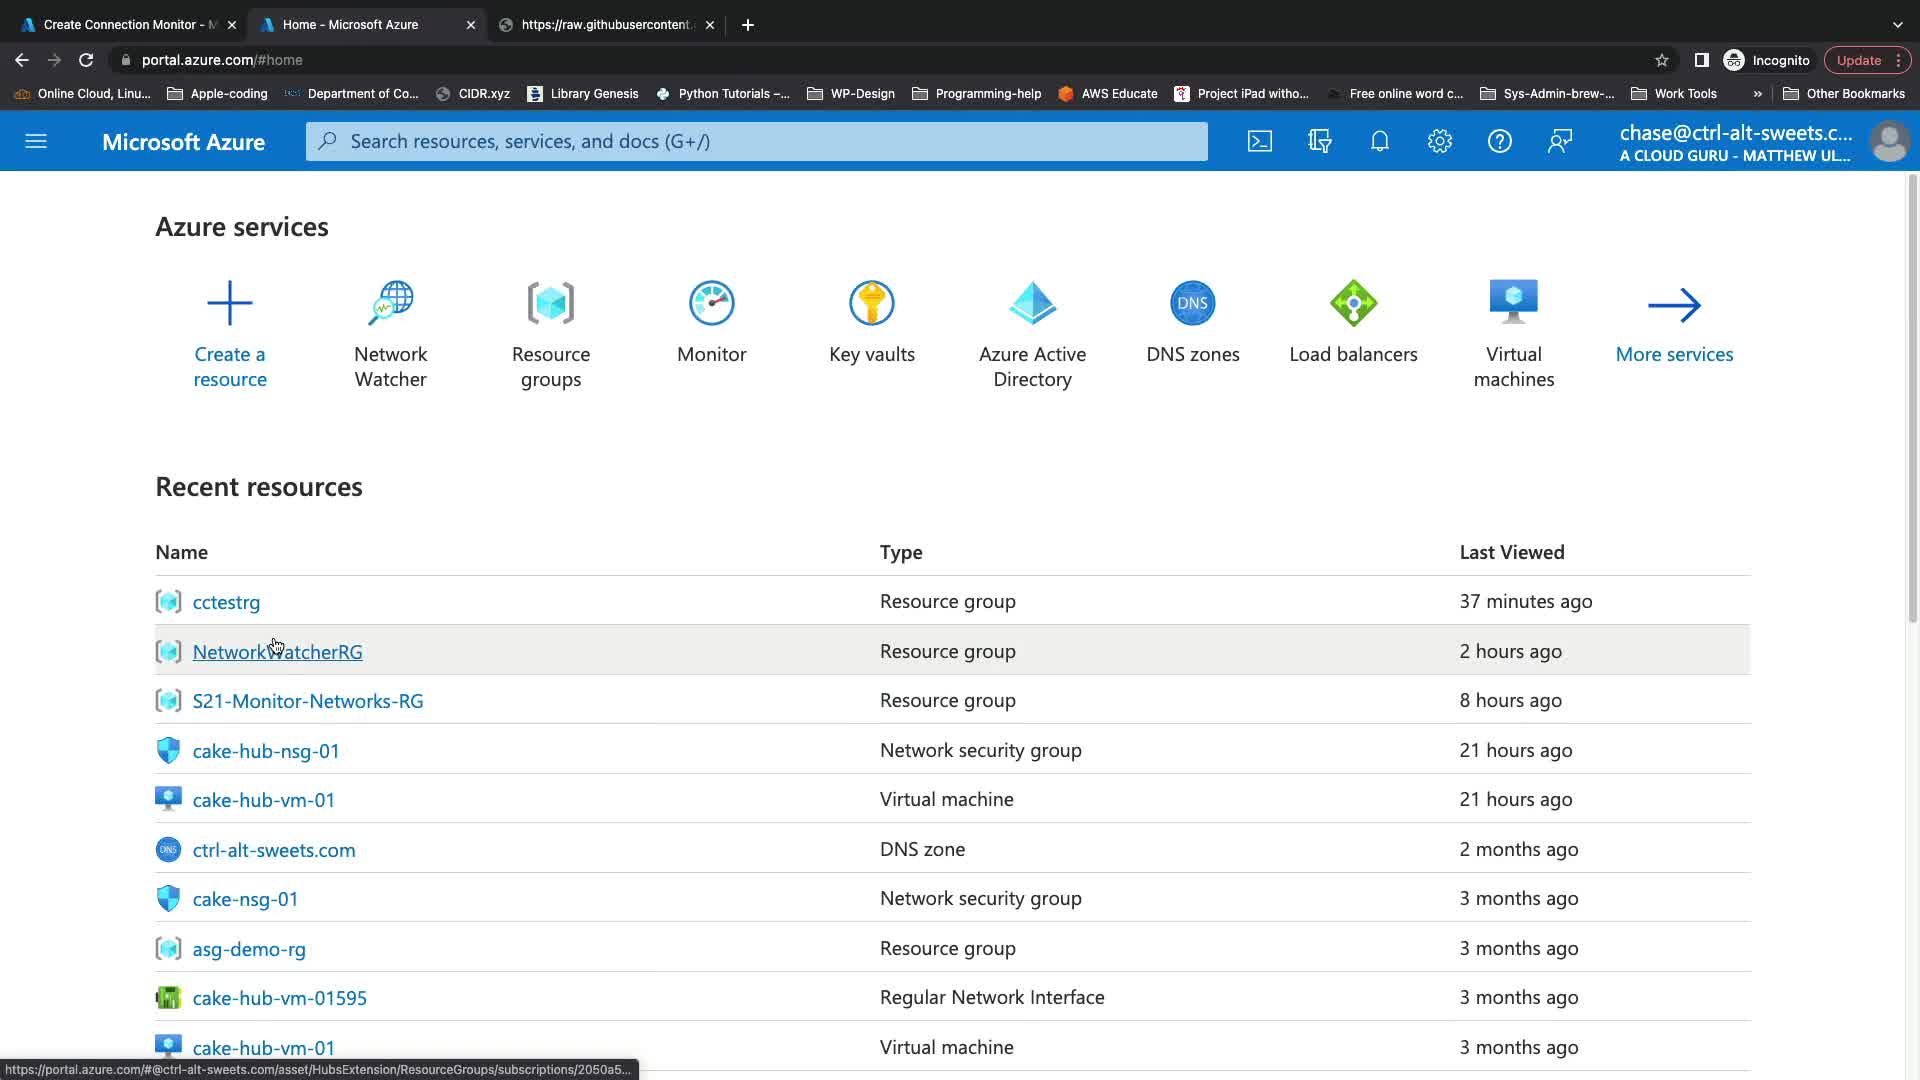 Create Connection Monitor - M
Home - Microsoft Azure
https://raw.githubusercontent.
portal.azure.com/#home
Incognito
Update
Online Cloud, Linu...
Apple-coding
Department of Co...
CIDR.xyz
Library Genesis
Python Tutorials –...
WP-Design
Programming-help
AWS Educate
Project iPad witho...
Free online word c...
Sys-Admin-brew-...
Work Tools
»
Other Bookmarks
Microsoft Azure
Search resources, services, and docs (G+/)
chase@ctrl-alt-sweets.c...
A CLOUD GURU - MATTHEW UL...
Azure services
Create a
resource
Network
Watcher
Resource
groups
Monitor
Key vaults
Azure Active
Directory
DNS
DNS zones
Load balancers
Virtual
machines
More services
Recent resources
Name Type Last Viewed
cctestrg Resource group 37 minutes ago
NetworkWatcherRG Resource group 2 hours ago
S21-Monitor-Networks-RG Resource group 8 hours ago
cake-hub-nsg-01 Network security group 21 hours ago
cake-hub-vm-01 Virtual machine 21 hours ago
DNS ctrl-alt-sweets.com DNS zone 2 months ago
cake-nsg-01 Network security group 3 months ago
asg-demo-rg Resource group 3 months ago
cake-hub-vm-01595 Regular Network Interface 3 months ago
cake-hub-vm-01 Virtual machine 3 months ago
https://portal.azure.com/#@ctrl-alt-sweets.com/asset/HubsExtension/ResourceGroups/subscriptions/2050a5...